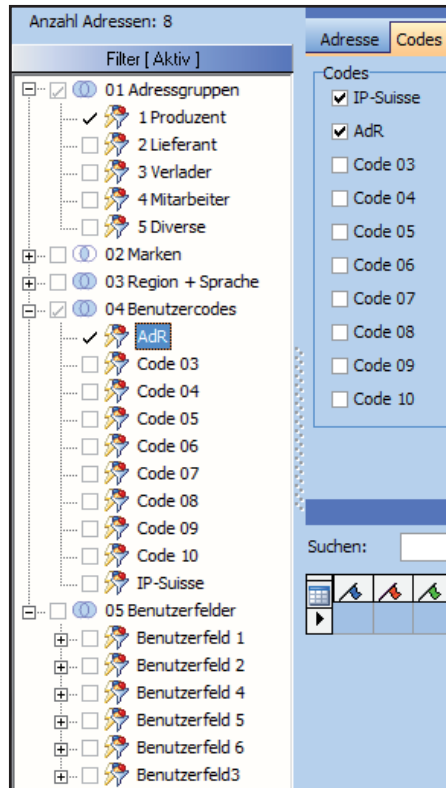 Anzahl Adressen: 8
Filter [ Aktiv ]
01 Adressgruppen
1 Produzent
2 Lieferant
3 Verlader
4 Mitarbeiter
5 Diverse
02 Marken
03 Region + Sprache
04 Benutzercodes
AdR
Code 03
Code 04
Code 05
Code 06
Code 07
Code 08
Code 09
Code 10
IP-Suisse
05 Benutzerfelder
Benutzerfeld 1
Benutzerfeld 2
Benutzerfeld 4
Benutzerfeld 5
Benutzerfeld 6
Benutzerfeld3
Adresse Codes
Codes
IP-Suisse
AdR
Code 03
Code 04
Code 05
Code 06
Code 07
Code 08
Code 09
Code 10
Suchen: